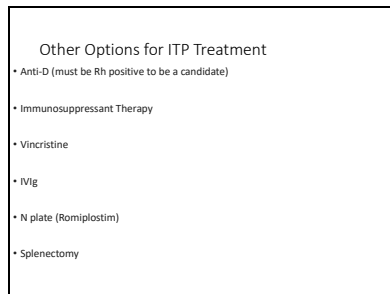 Other Options for ITP Treatment
• Anti-D (must be Rh positive to be a candidate)
• Immunosuppressant Therapy
• Vincristine
• IVIg
• N plate (Romiplostim)
• Splenectomy